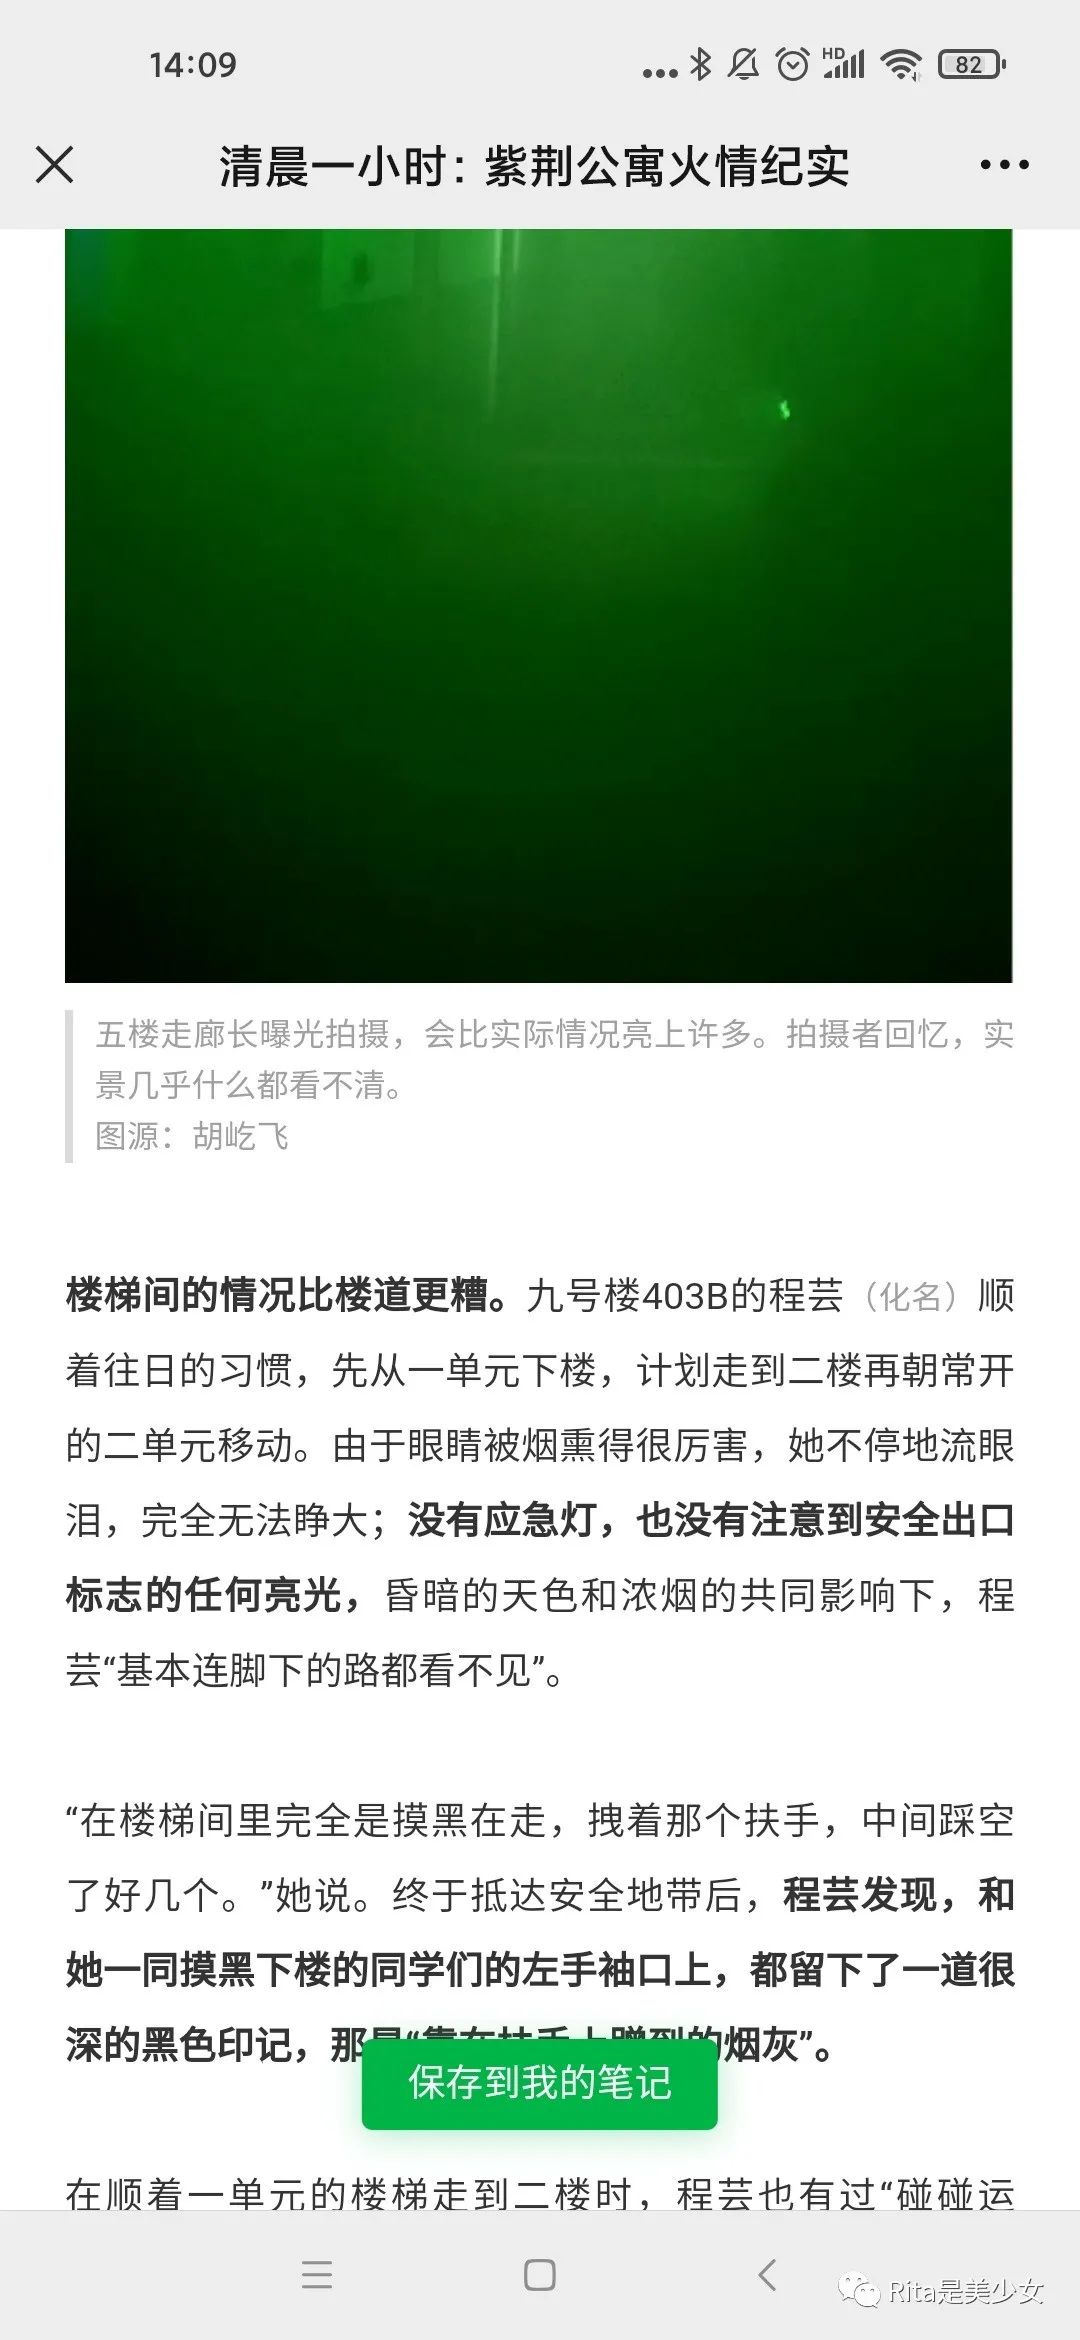 14:09
HD
82
清晨一小时：紫荆公寓火情纪实
五楼走廊长曝光拍摄，会比实际情况亮上许多。拍摄者回忆，实
景几乎什么都看不清。
图源：胡屹飞
楼梯间的情况比楼道更糟。九号楼403B的程芸（化名）顺
着往日的习惯，先从一单元下楼，计划走到二楼再朝常开
的二单元移动。由于眼睛被烟熏得很厉害，她不停地流眼
泪，完全无法睁大；没有应急灯，也没有注意到安全出口
标志的任何亮光，昏暗的天色和浓烟的共同影响下，程
芸“基本连脚下的路都看不见”。
“在楼梯间里完全是摸黑在走，拽着那个扶手，中间踩空
了好几个。”她说。终于抵达安全地带后，程芸发现，和
她一同摸黑下楼的同学们的左手袖口上，都留下了一道很
深的黑色印记，那是“靠在扶手上蹭到的烟灰”。
保存到我的笔记
在顺着一单元的楼梯走到二楼时，程芸也有过“碰碰运
Rita是美少女